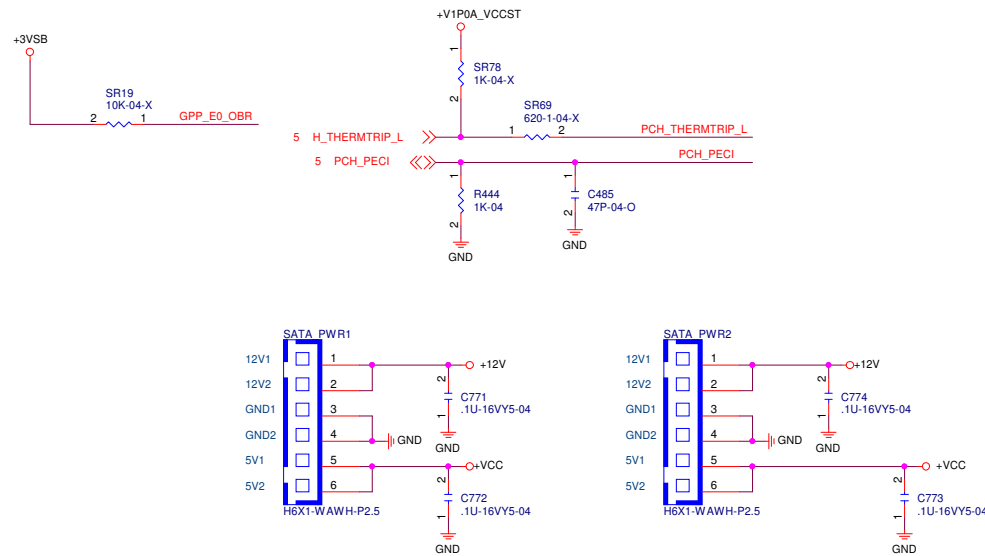 +V1P0A_VCCST
+3VSB
1
SR78
1K-04-X
2
SR19
10K-04-X
2
1
GPP_E0_OBR
SR69
620-1-04-X
5 H_THERMTRIP_L
1
2
PCH_THERMTRIP_L
5 PCH_PECI
PCH_PECI
1
R444
1K-04
2
GND
1
C485
47P-04-O
2
GND
SATA_PWR1
12V1
1
+12V
12V2
2
GND1
3
GND2
4
GND
5V1
5
+VCC
5V2
6
H6X1-WAWH-P2.5
2
C771
.1U-16VY5-04
1
GND
2
C772
.1U-16VY5-04
1
GND
SATA_PWR2
12V1
1
+12V
12V2
2
GND1
3
GND2
4
GND
5V1
5
+VCC
5V2
6
H6X1-WAWH-P2.5
2
C774
.1U-16VY5-04
1
GND
2
C773
.1U-16VY5-04
1
GND